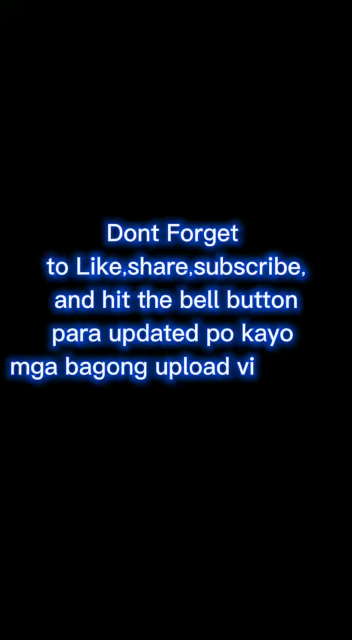 Dont Forget
to Like,share,subscribe,
and hit the bell button
para updated po kayo
mga bagong upload vi